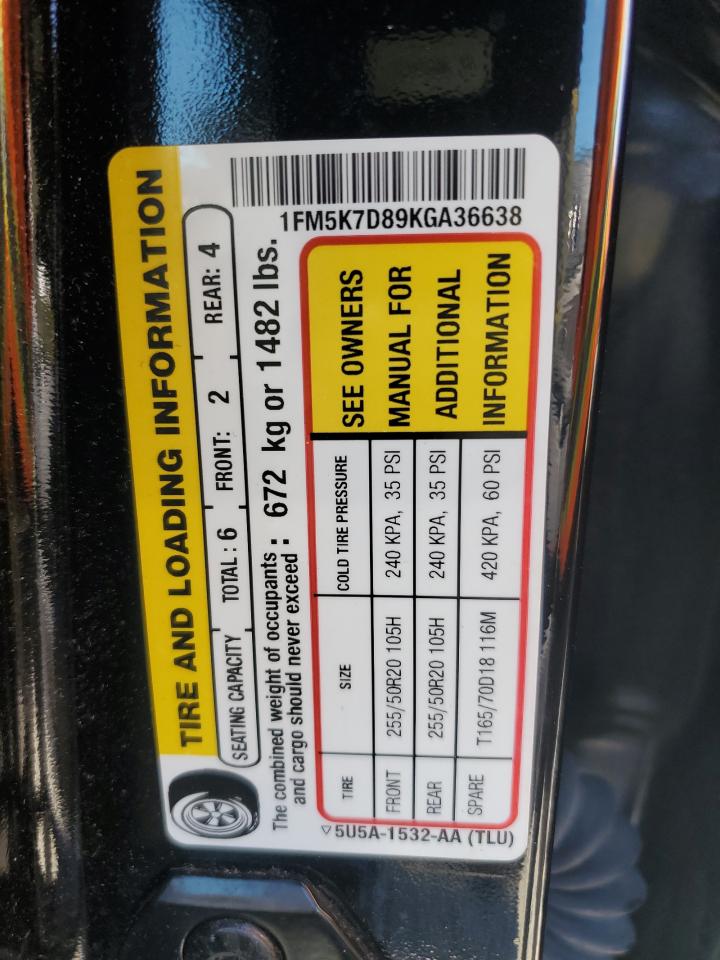 TIRE AND LOADING INFORMATION
SEATING CAPACITY TOTAL : 6 FRONT: 2 REAR: 4
The combined weight of occupants
and cargo should never exceed : 672 kg or 1482 lbs.
1FM5K7D89KGA36638
TIRE SIZE COLD TIRE PRESSURE
FRONT 255/50R20 105H 240 KPA, 35 PSI
REAR 255/50R20 105H 240 KPA, 35 PSI
SPARE T165/70D18 116M 420 KPA, 60 PSI
SEE OWNERS
MANUAL FOR
ADDITIONAL
INFORMATION
▽5U5A-1532-AA (TLU)